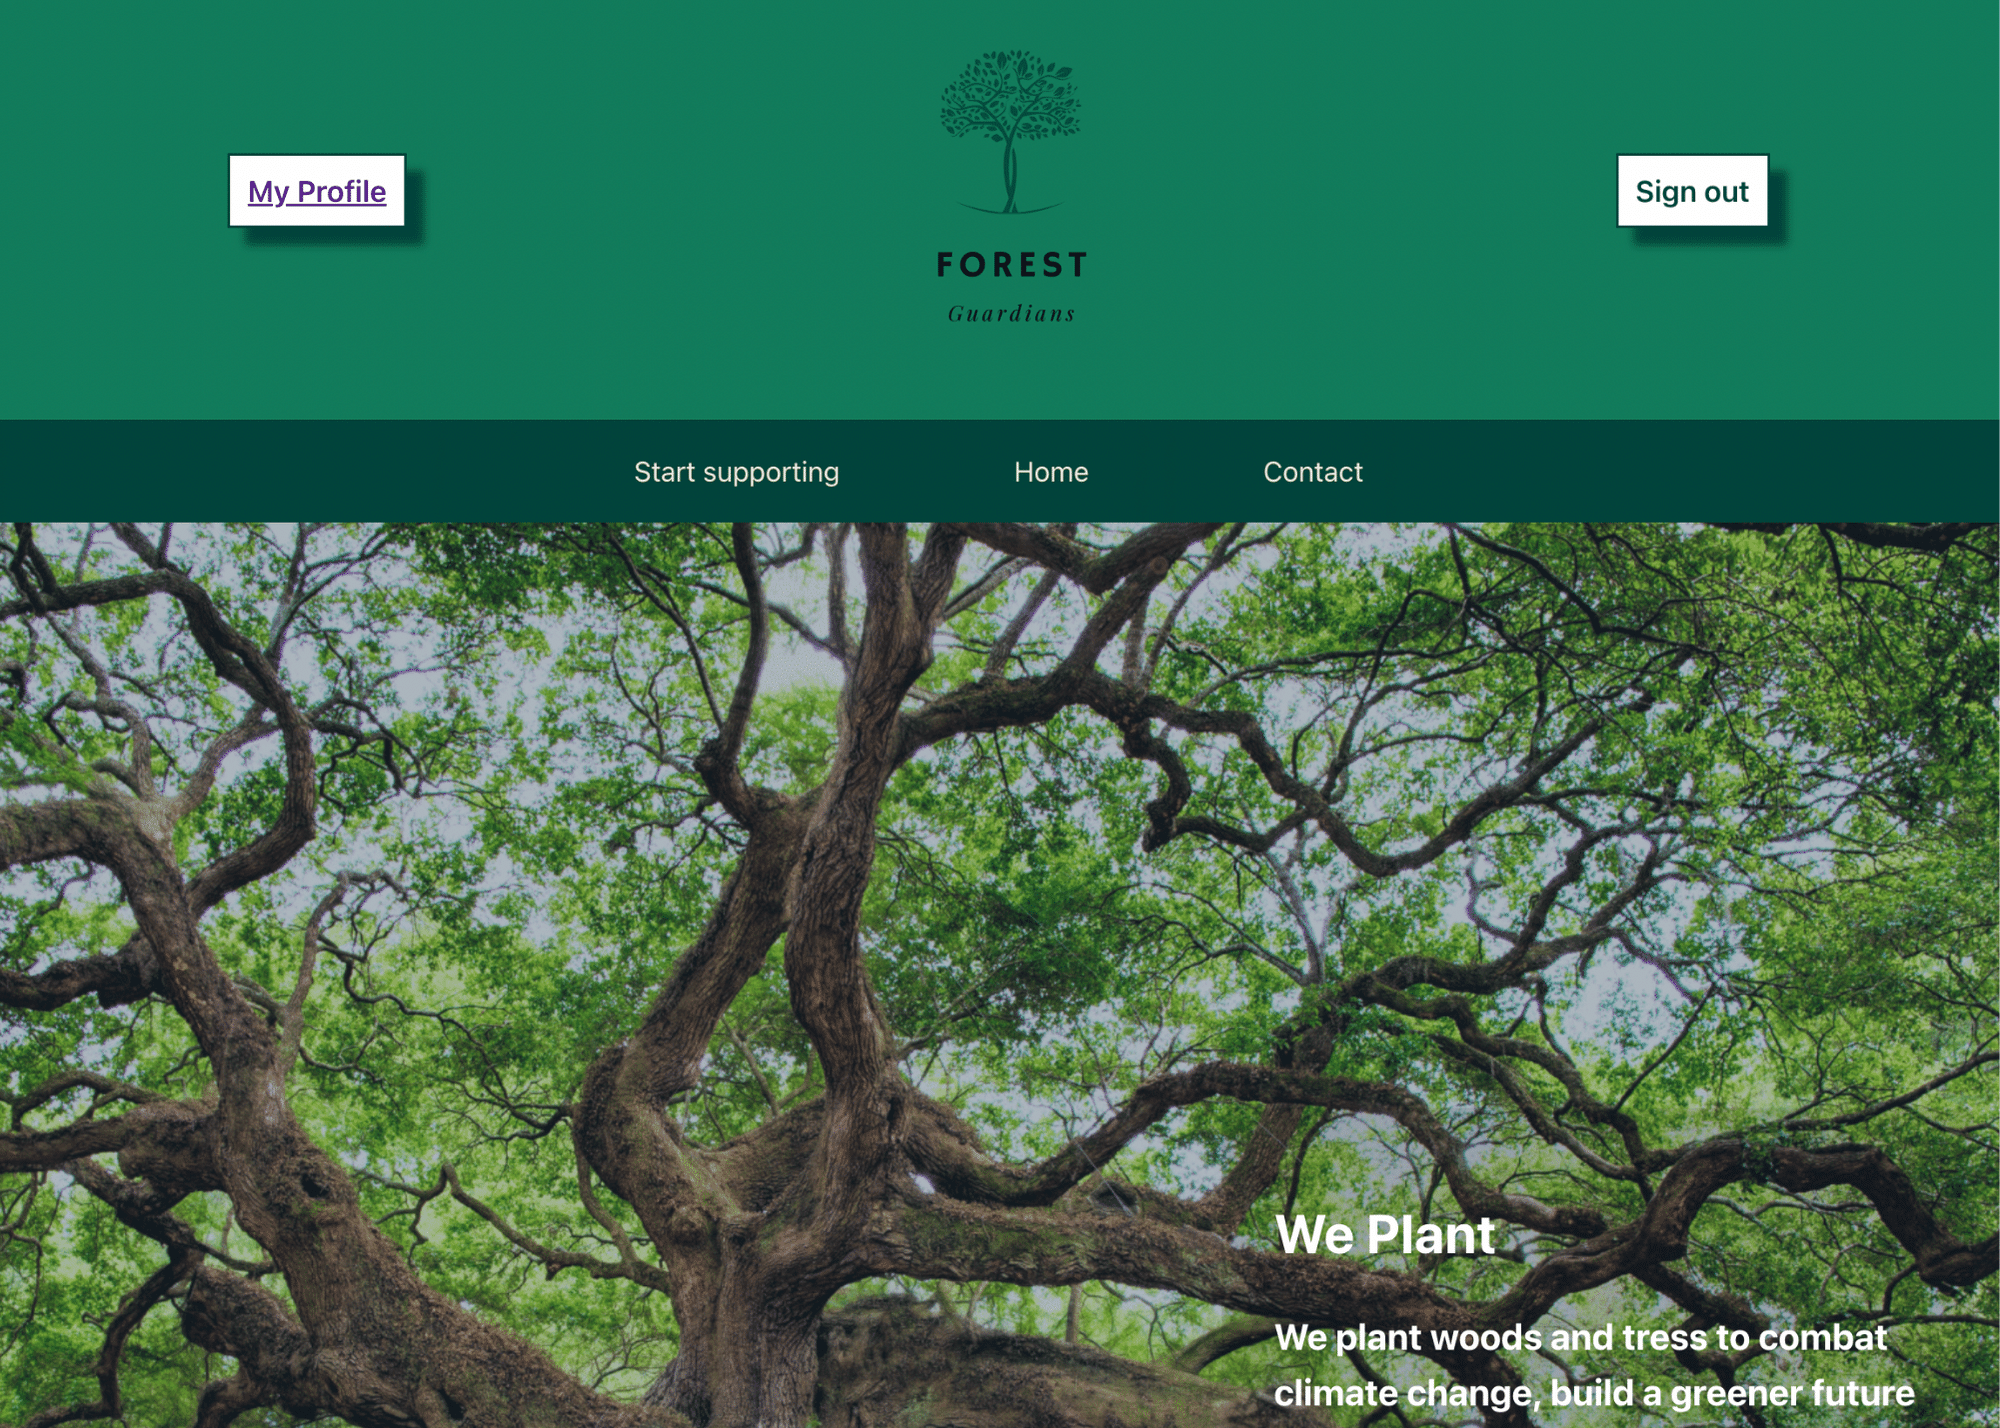 My Profile
FOREST
Guardians
Sign out
Start supporting
Home
Contact
We Plant
We plant woods and tress to combat
climate change, build a greener future